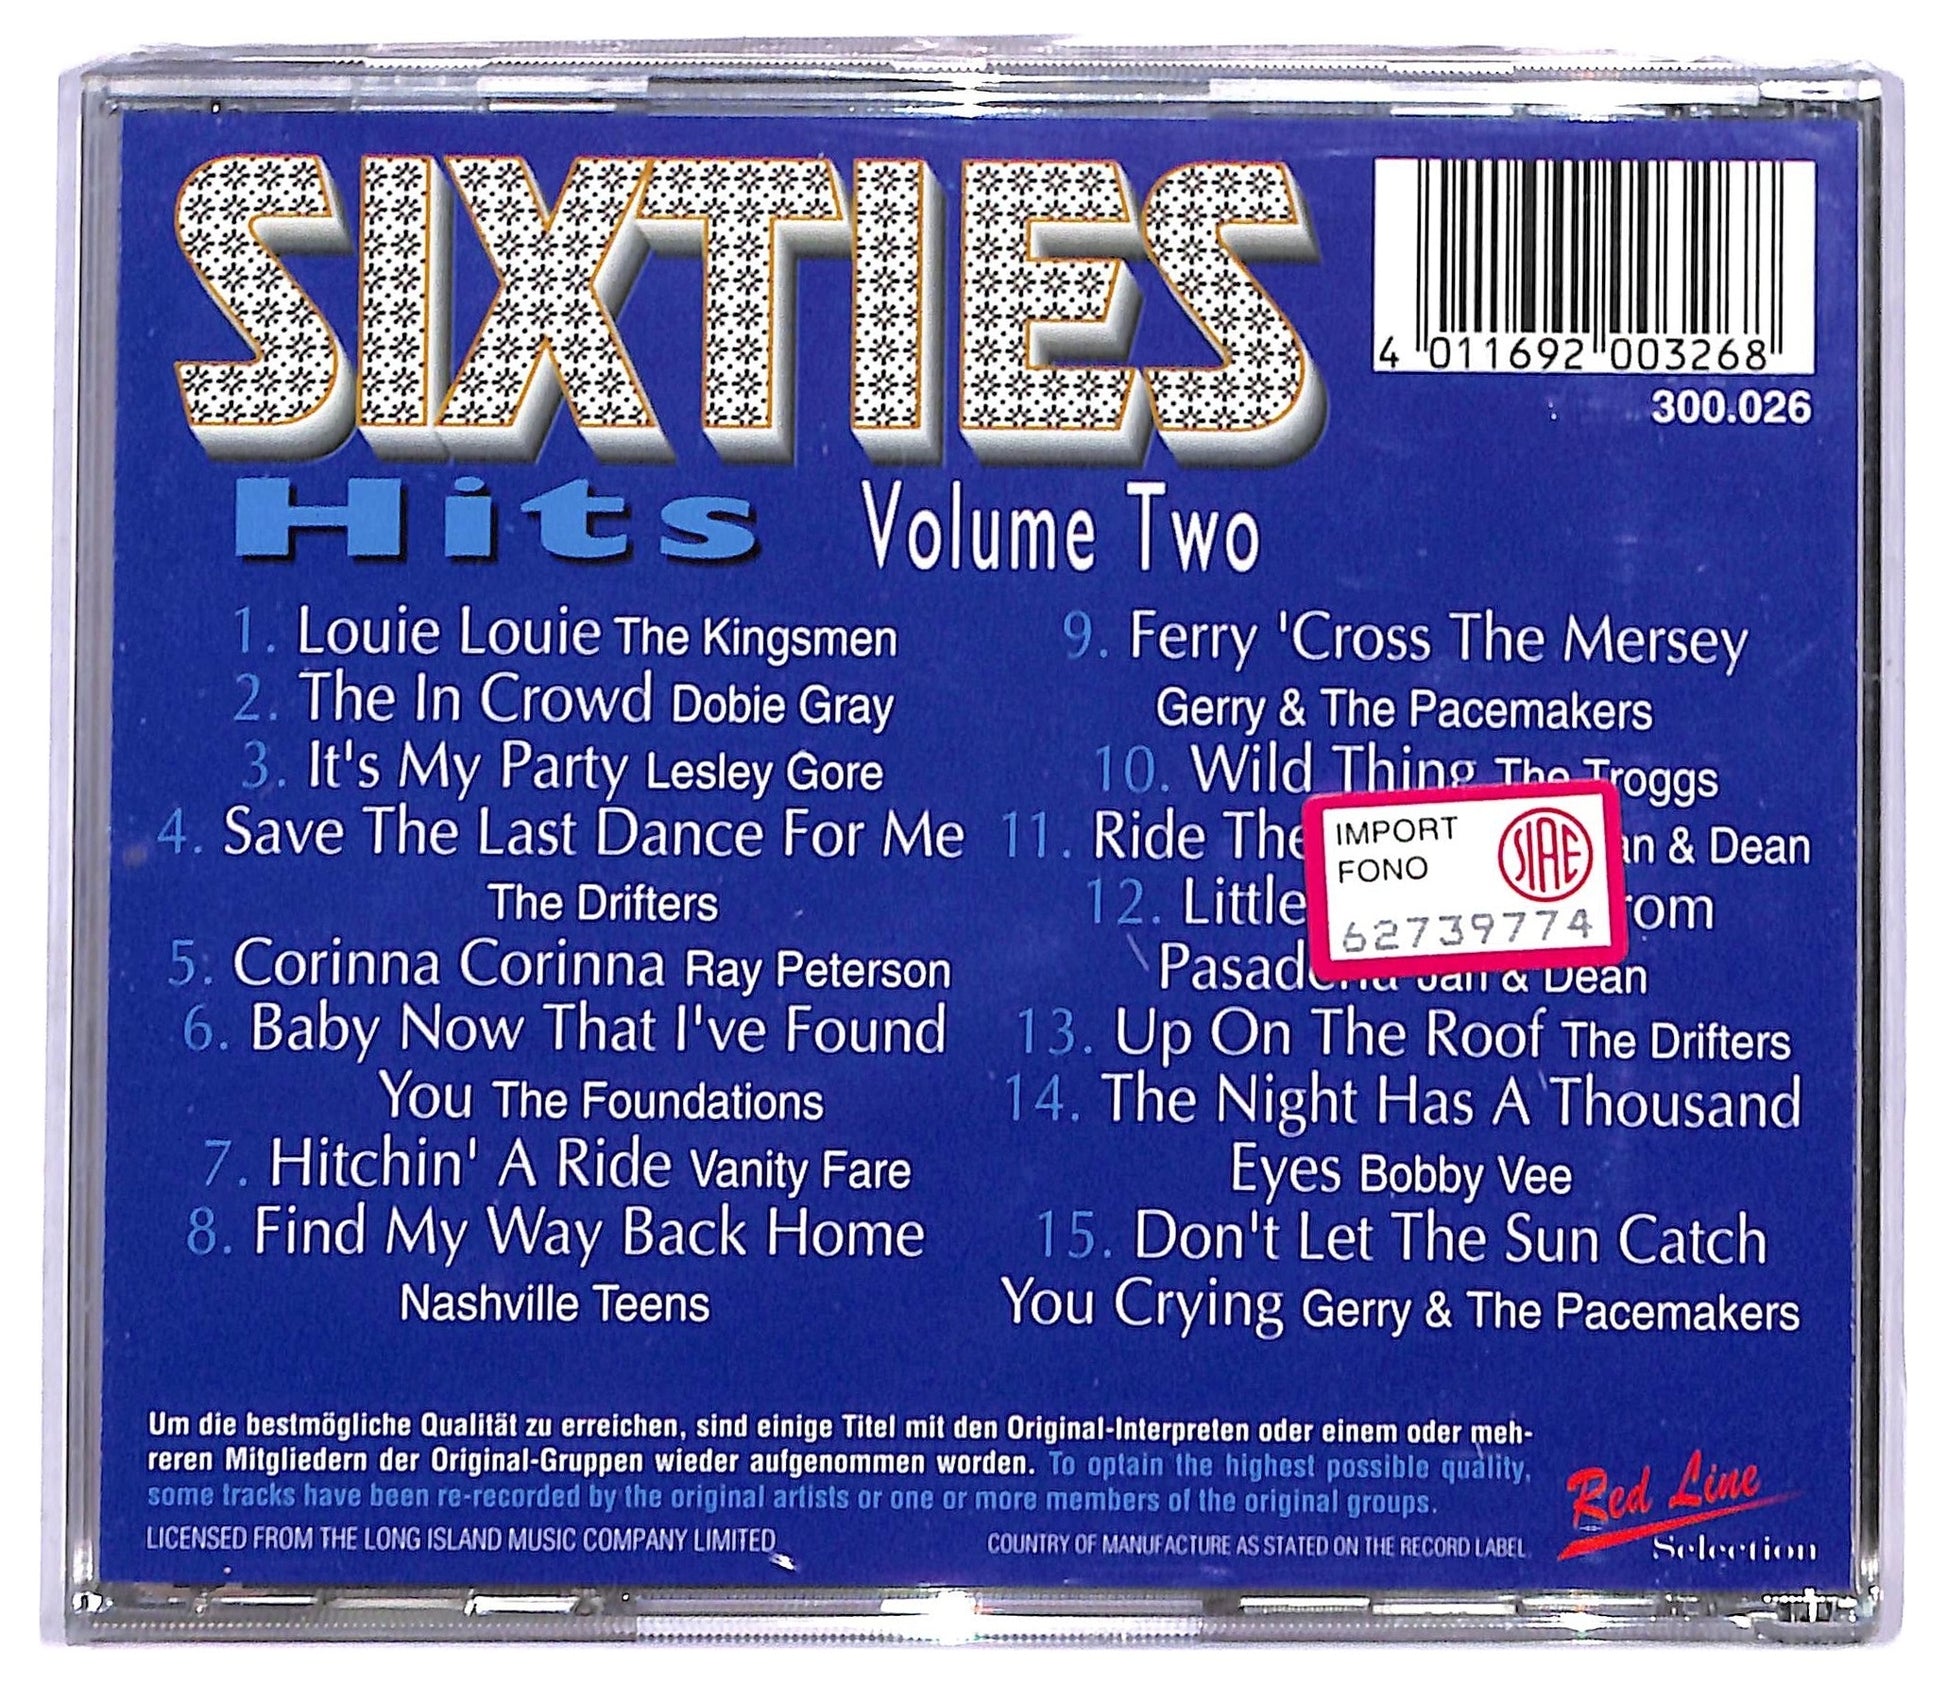 SIXTIES
Hits Volume Two
4 011692 003268
300.026
1. Louie Louie The Kingsmen
2. The In Crowd Dobie Gray
3. It's My Party Lesley Gore
4. Save The Last Dance For Me
The Drifters
5. Corinna Corinna Ray Peterson
6. Baby Now That I've Found
You The Foundations
7. Hitchin' A Ride Vanity Fare
8. Find My Way Back Home
Nashville Teens
9. Ferry 'Cross The Mersey
Gerry & The Pacemakers
10. Wild Thing The Troggs
11. Ride The & Dean
12. Little
Jan & Dean
13. Up On The Roof The Drifters
14. The Night Has A Thousand
Eyes Bobby Vee
15. Don't Let The Sun Catch
You Crying Gerry & The Pacemakers
IMPORT
FONO
SIAE
62739774
Um die bestmögliche Qualität zu erreichen, sind einige Titel mit den Original-Interpreten oder einem oder meh-
reren Mitgliedern der Original-Gruppen wieder aufgenommen worden. To optain the highest possible quality,
some tracks have been re-recorded by the original artists or one or more members of the original groups.
LICENSED FROM THE LONG ISLAND MUSIC COMPANY LIMITED
COUNTRY OF MANUFACTURE AS STATED ON THE RECORD LABEL
Red Line
Selection